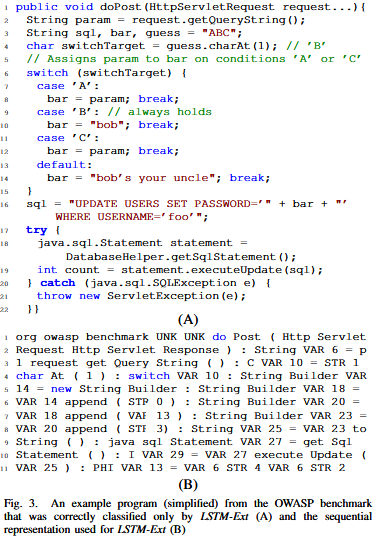 1 public void doPost(HttpServletRequest request...){
2 String param = request.getQueryString();
3 String sql, bar, guess = "ABC";
4 char switchTarget = guess.charAt(1); // 'B'
5 // Assigns param to bar on conditions 'A' or 'C'
6 switch (switchTarget) {
7 case 'A':
8 bar = param; break;
9 case 'B': // always holds
10 bar = "bob"; break;
11 case 'C':
12 bar = param; break;
13 default:
14 bar = "bob's your uncle"; break;
15 }
16 sql = "UPDATE USERS SET PASSWORD='" + bar + "'
WHERE USERNAME='foo'";
17 try {
18 java.sql.Statement statement =
DatabaseHelper.getSqlStatement();
19 int count = statement.executeUpdate(sql);
20 } catch (java.sql.SQLException e) {
21 throw new ServletException(e);
22 }}
(A)
1 org owasp benchmark UNK UNK do Post ( Http Servlet
2 Request Http Servlet Response ) : String VAR 6 = p
3 1 request get Query String ( ) : C VAR 10 = STR 1
4 char At ( 1 ) : switch VAR 10 : String Builder VAR
5 14 = new String Builder : String Builder VAR 18 =
6 VAR 14 append ( STR 0 ) : String Builder VAR 20 =
7 VAR 18 append ( VAR 13 ) : String Builder VAR 23 =
8 VAR 20 append ( STR 3) : String VAR 25 = VAR 23 to
9 String ( ) : java sql Statement VAR 27 = get Sql
10 Statement ( ) : I VAR 29 = VAR 27 execute Update (
11 VAR 25 ) : PHI VAR 13 = VAR 6 STR 4 VAR 6 STR 2
(B)
Fig. 3. An example program (simplified) from the OWASP benchmark
that was correctly classified only by LSTM-Ext (A) and the sequential
representation used for LSTM-Ext (B)